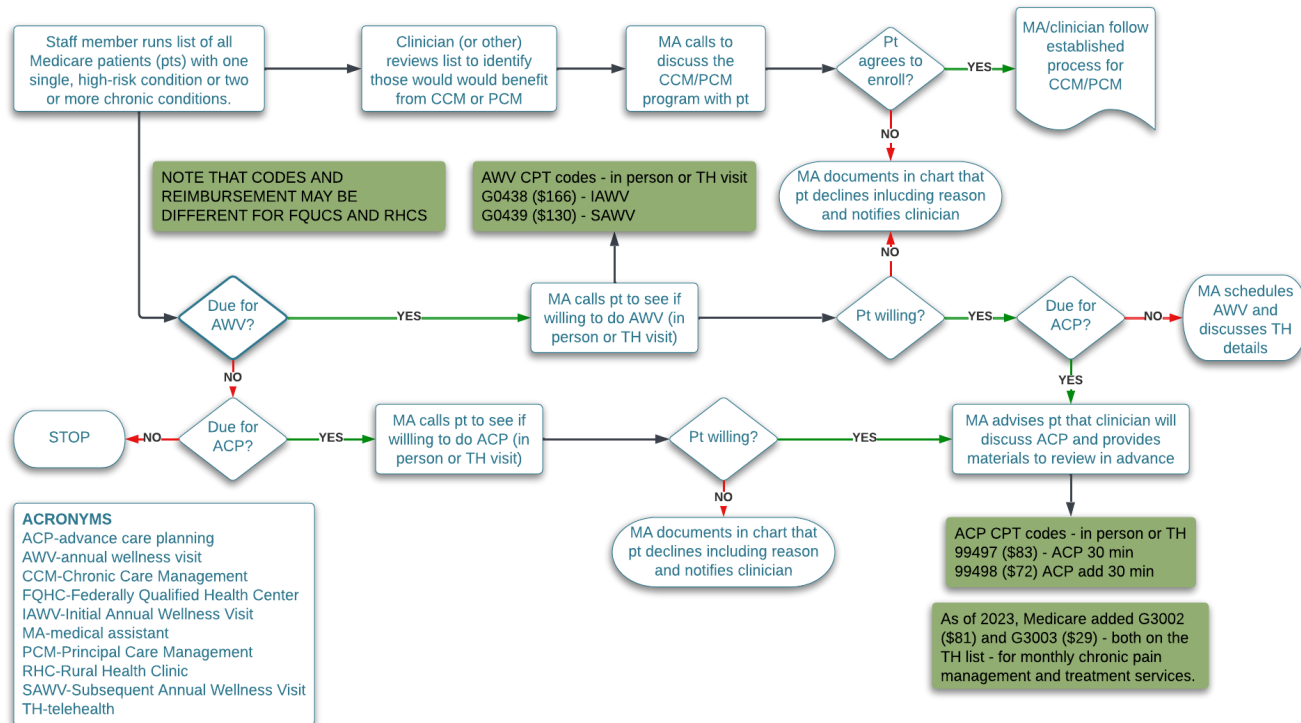 Staff member runs list of all
Medicare patients (pts) with one
single, high-risk condition or two
or more chronic conditions.
Clinician (or other)
reviews list to identify
those would would benefit
from CCM or PCM
MA calls to
discuss the
CCM/PCM
program with pt
Pt
agrees to
enroll?
YES
MA/clinician follow
established
process for
CCM/PCM
NO
MA documents in chart that
pt declines inlucding reason
and notifies clinician
NOTE THAT CODES AND
REIMBURSEMENT MAY BE
DIFFERENT FOR FQUCS AND RHCS
AWV CPT codes - in person or TH visit
G0438 ($166) - IAWV
G0439 ($130) - SAWV
NO
Due for
AWV?
YES
MA calls pt to see if
willing to do AWV (in
person or TH visit)
Pt willing?
YES
Due for
ACP?
NO
MA schedules
AWV and
discusses TH
details
NO
YES
STOP
NO
Due for
ACP?
YES
MA calls pt to see if
willling to do ACP (in
person or TH visit)
Pt willing?
YES
MA advises pt that clinician will
discuss ACP and provides
materials to review in advance
NO
MA documents in chart that
pt declines including reason
and notifies clinician
ACP CPT codes - in person or TH
99497 ($83) - ACP 30 min
99498 ($72) ACP add 30 min
As of 2023, Medicare added G3002
($81) and G3003 ($29) - both on the
TH list - for monthly chronic pain
management and treatment services.
ACRONYMS
ACP-advance care planning
AWV-annual wellness visit
CCM-Chronic Care Management
FQHC-Federally Qualified Health Center
IAWV-Initial Annual Wellness Visit
MA-medical assistant
PCM-Principal Care Management
RHC-Rural Health Clinic
SAWV-Subsequent Annual Wellness Visit
TH-telehealth